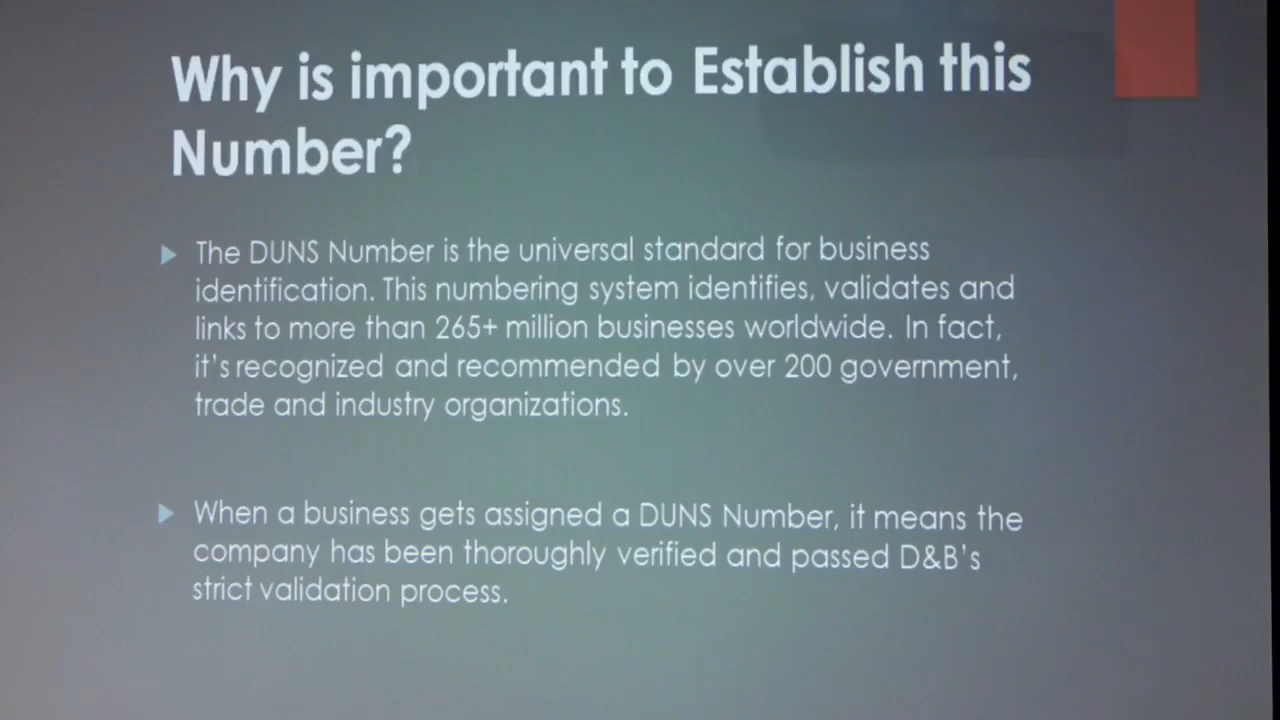 Why is important to Establish this
Number?
The DUNS Number is the universal standard for business
identification. This numbering system identifies, validates and
links to more than 265+ million businesses worldwide. In fact,
it's recognized and recommended by over 200 government,
trade and industry organizations.
When a business gets assigned a DUNS Number, it means the
company has been thoroughly verified and passed D&B's
strict validation process.